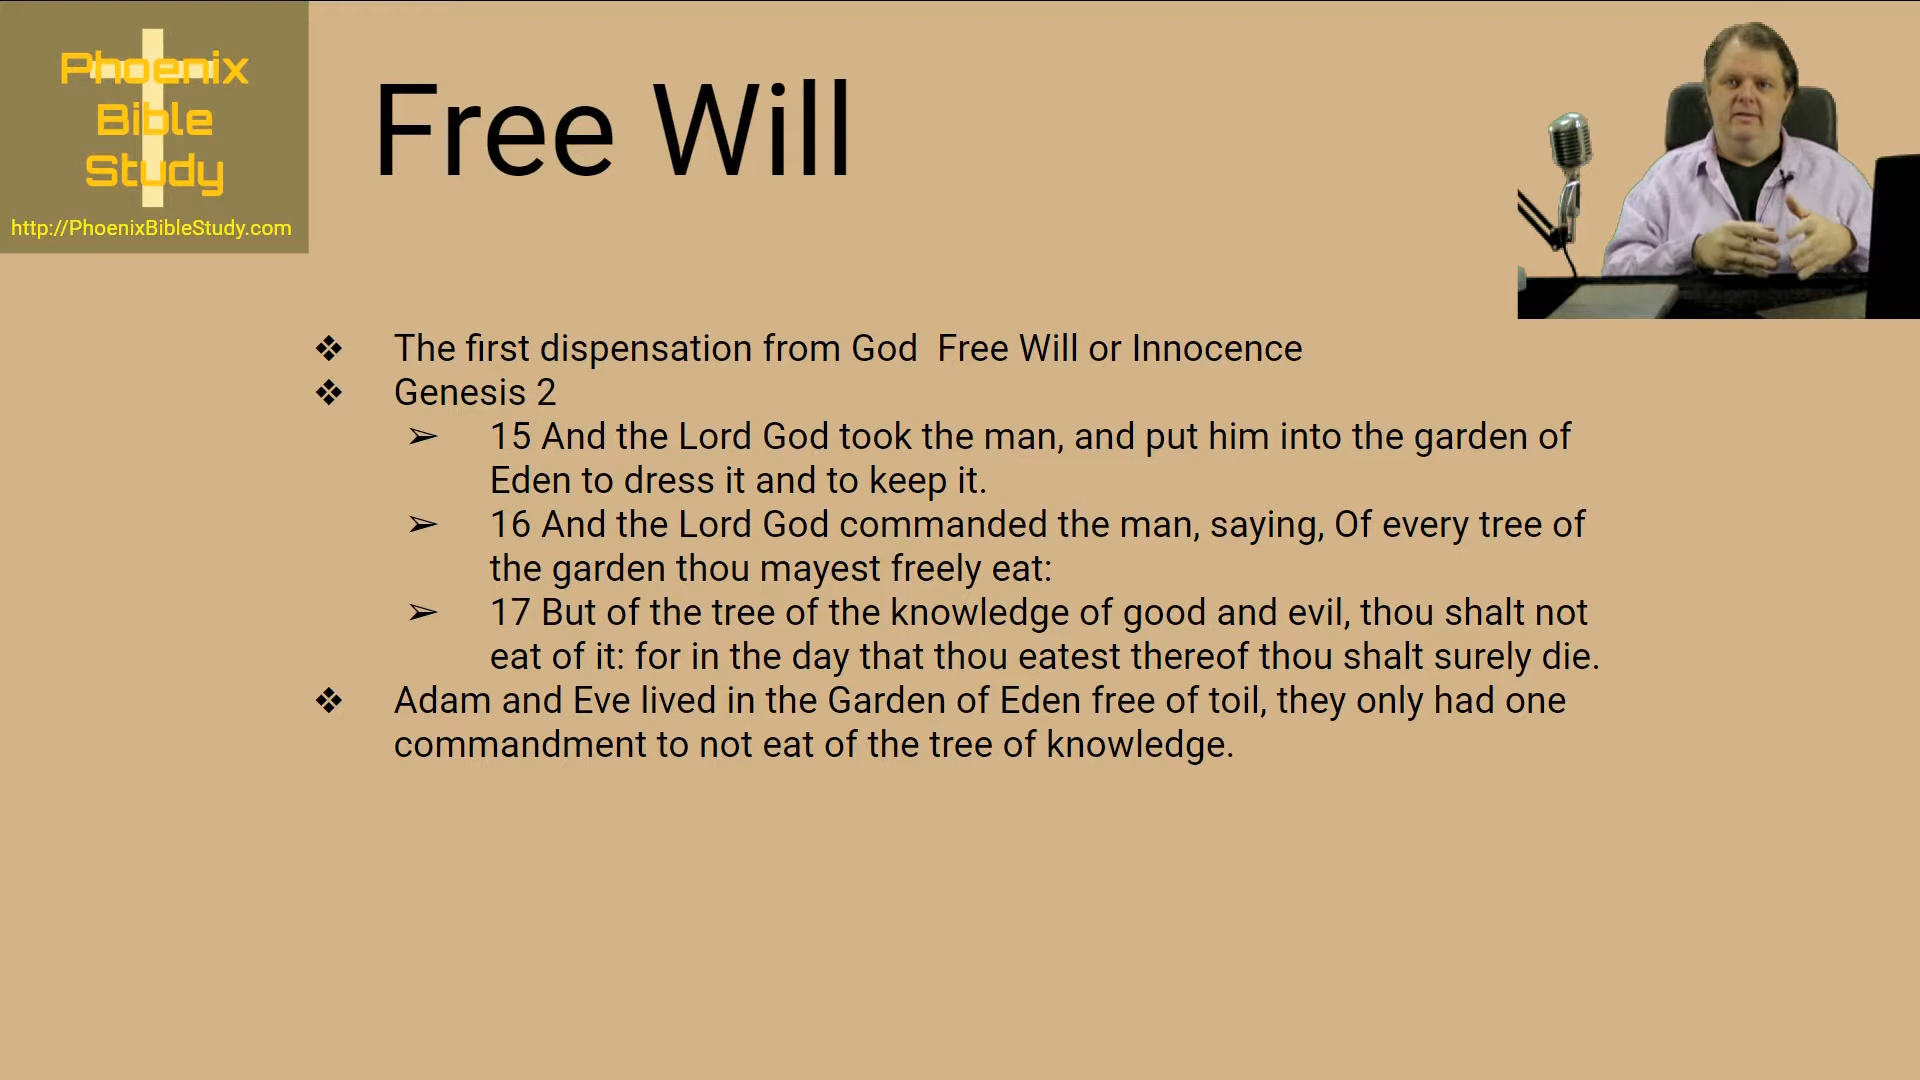 Phoenix
Bible
Study
http://PhoenixBibleStudy.com
Free Will
❖ The first dispensation from God  Free Will or Innocence
❖ Genesis 2
➢ 15 And the Lord God took the man, and put him into the garden of
Eden to dress it and to keep it.
➢ 16 And the Lord God commanded the man, saying, Of every tree of
the garden thou mayest freely eat:
➢ 17 But of the tree of the knowledge of good and evil, thou shalt not
eat of it: for in the day that thou eatest thereof thou shalt surely die.
❖ Adam and Eve lived in the Garden of Eden free of toil, they only had one
commandment to not eat of the tree of knowledge.